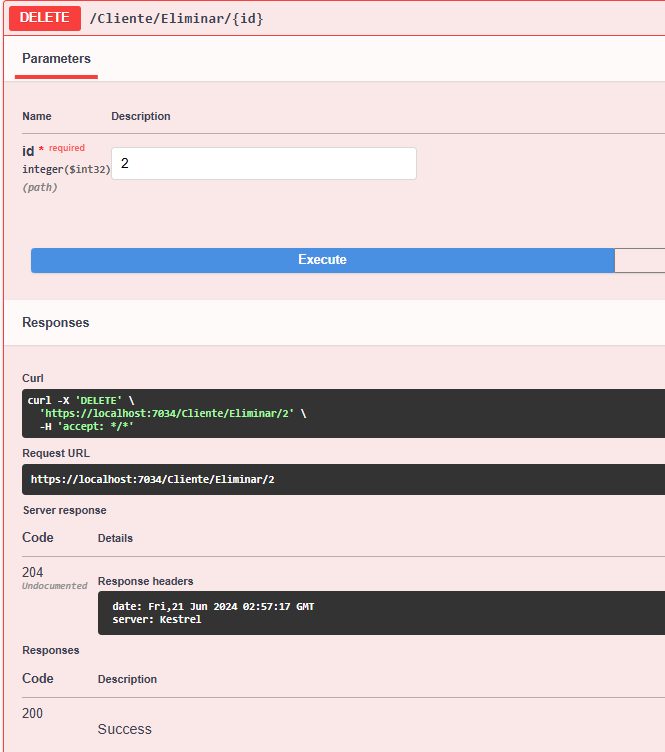 DELETE /Cliente/Eliminar/{id}
Parameters
Name Description
id * required
integer($int32) 2
(path)
Execute
Responses
Curl
curl -X 'DELETE' \
'https://localhost:7034/Cliente/Eliminar/2' \
-H 'accept: */*'
Request URL
https://localhost:7034/Cliente/Eliminar/2
Server response
Code Details
204
Undocumented Response headers
date: Fri,21 Jun 2024 02:57:17 GMT
server: Kestrel
Responses
Code Description
200
Success